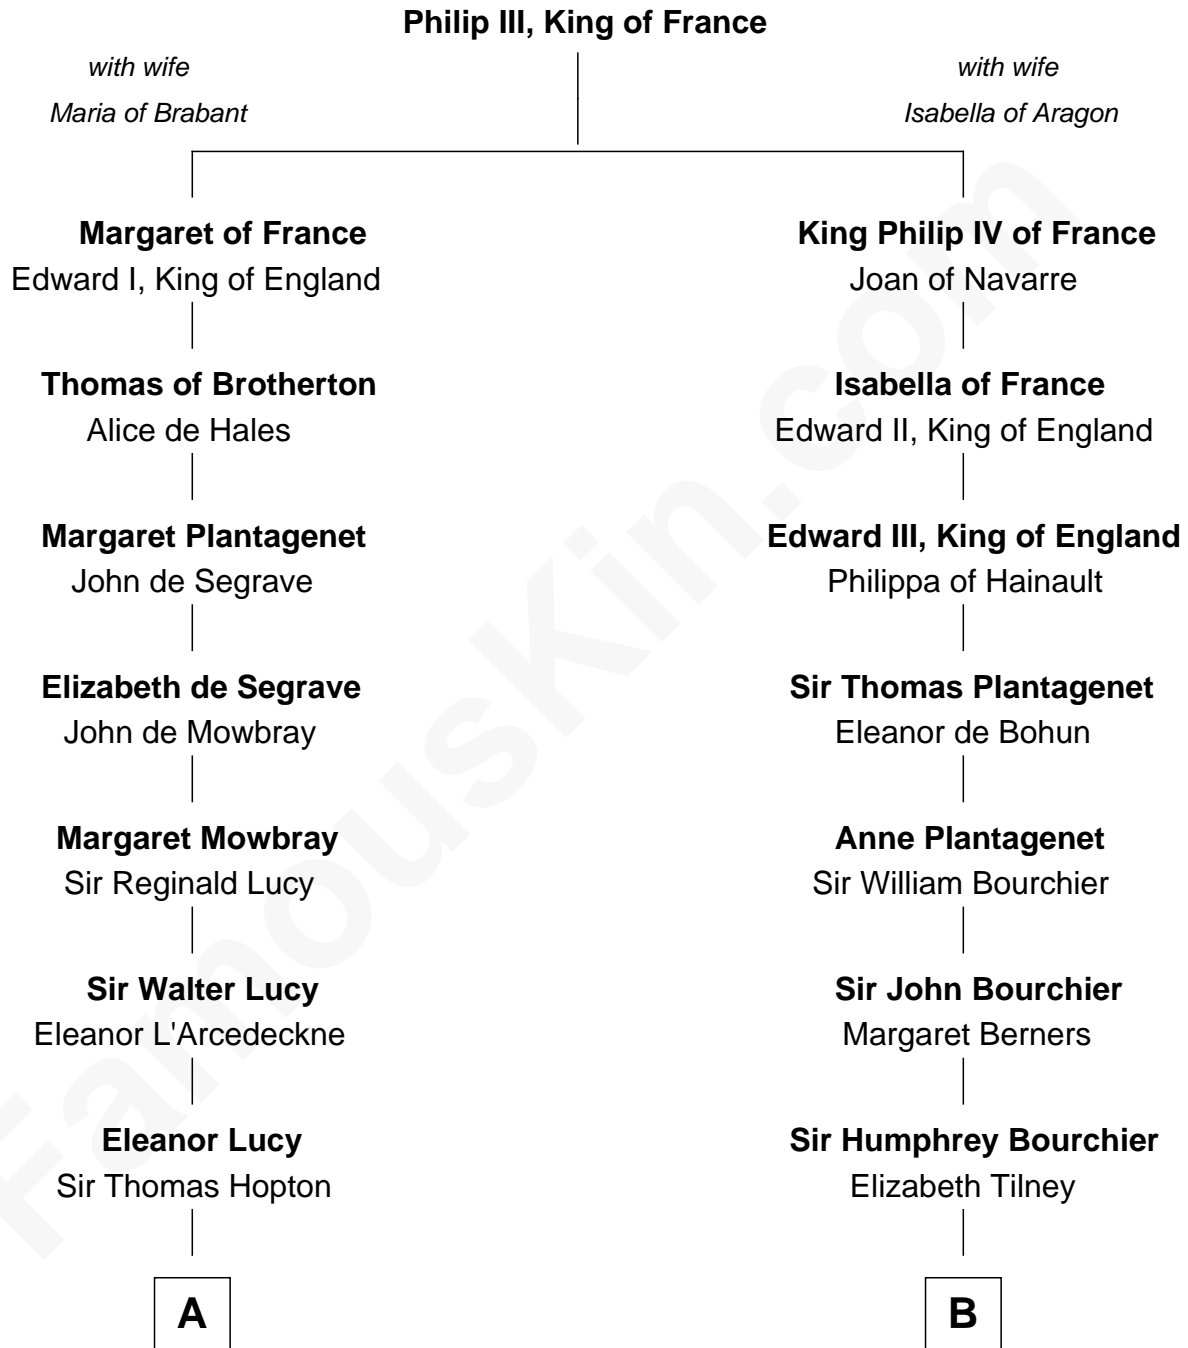 Philip III, King of France
with wife
Maria of Brabant
with wife
Isabella of Aragon
Margaret of France
Edward I, King of England
King Philip IV of France
Joan of Navarre
Thomas of Brotherton
Alice de Hales
Isabella of France
Edward II, King of England
Margaret Plantagenet
John de Segrave
Edward III, King of England
Philippa of Hainault
Elizabeth de Segrave
John de Mowbray
Sir Thomas Plantagenet
Eleanor de Bohun
Margaret Mowbray
Sir Reginald Lucy
Anne Plantagenet
Sir William Bourchier
Sir Walter Lucy
Eleanor L'Arcedeckne
Sir John Bourchier
Margaret Berners
Eleanor Lucy
Sir Thomas Hopton
Sir Humphrey Bourchier
Elizabeth Tilney
A
B
FamousKin.com